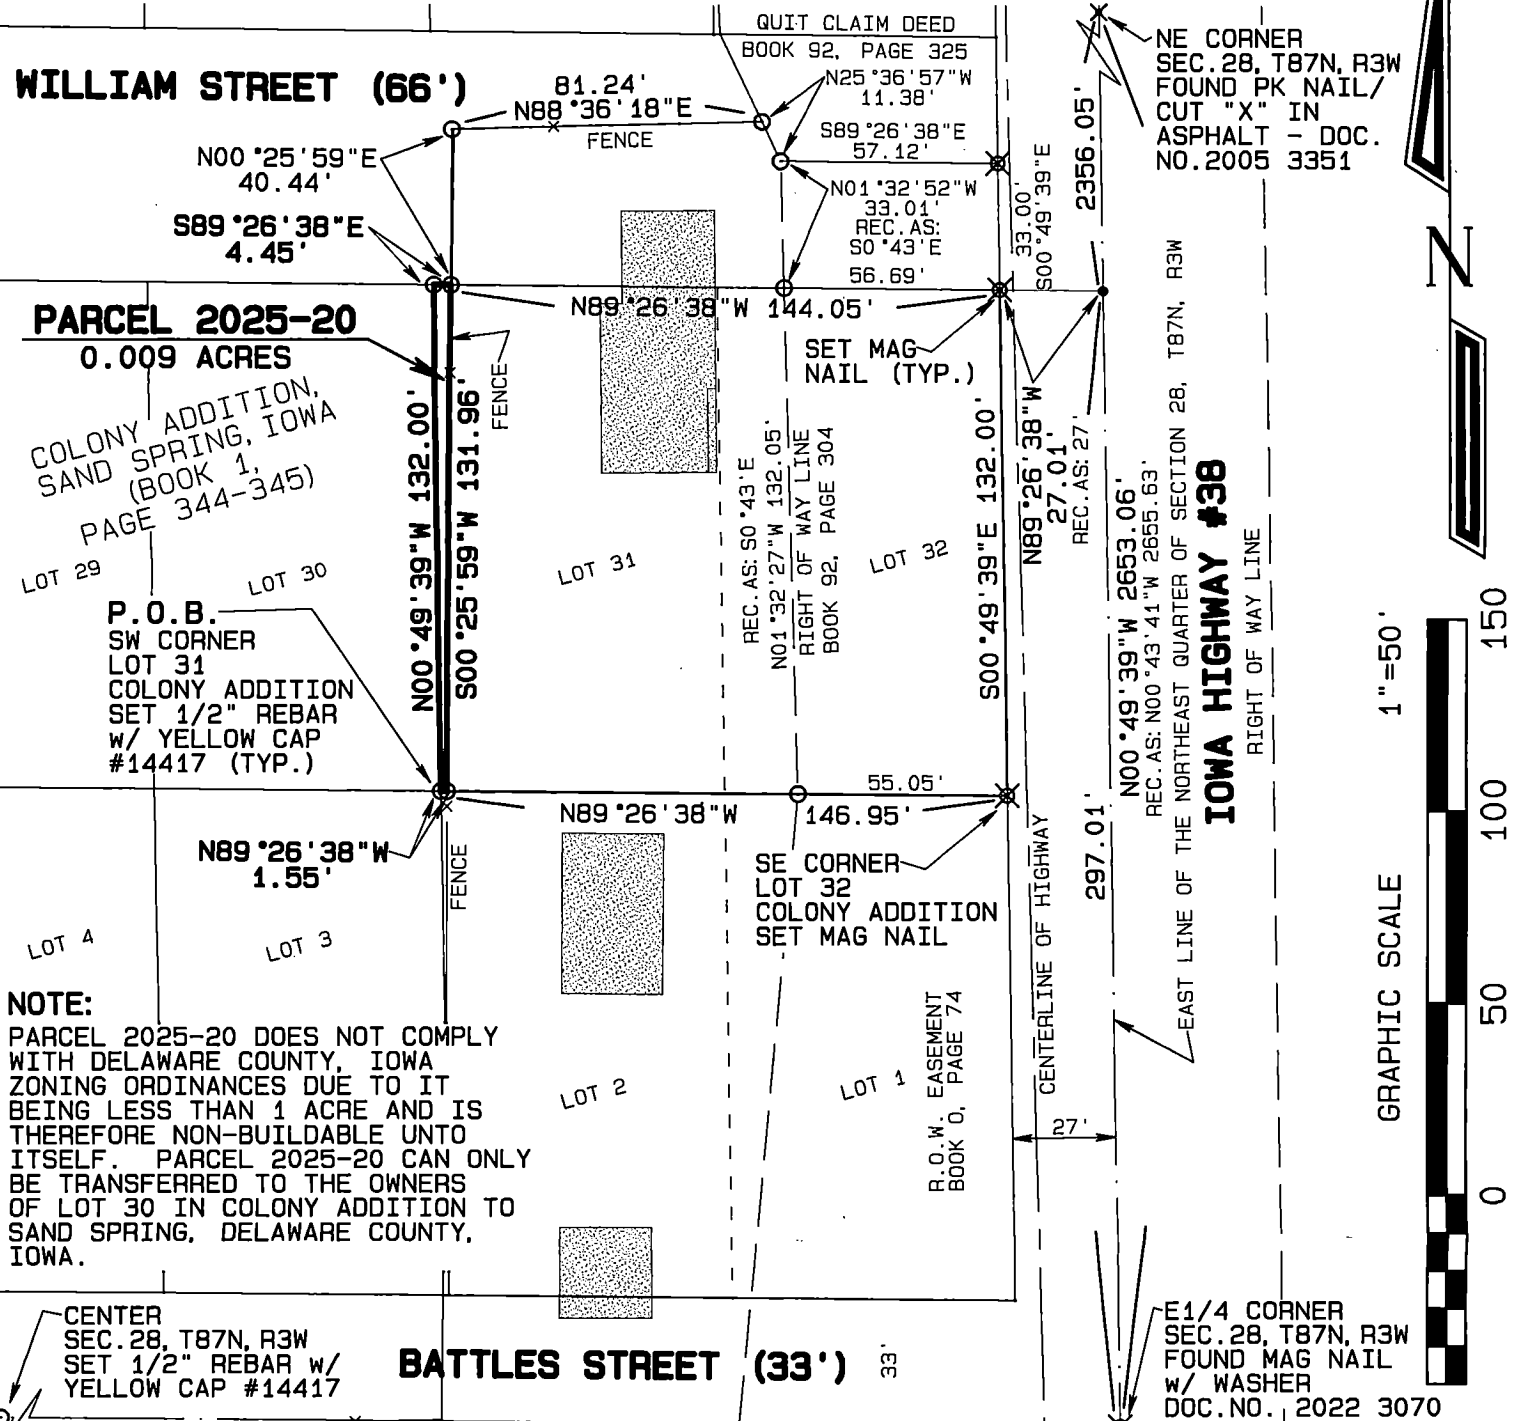 QUIT CLAIM DEED
BOOK 92, PAGE 325
WILLIAM STREET (66')
81.24'
N88°36'18"E
FENCE
N25°36'57"W
11.38'
S89°26'38"E
57.12'
NE CORNER
SEC.28, T87N, R3W
FOUND PK NAIL/
CUT "X" IN
ASPHALT - DOC.
NO.2005 3351
2356.05'
N00°25'59"E
40.44'
S89°26'38"E
4.45'
N01°32'52"W
33.01'
REC.AS:
S0°43'E
56.69'
33.00'
S00°49'39"E
N
N89°26'38"W 144.05'
PARCEL 2025-20
0.009 ACRES
SET MAG
NAIL (TYP.)
FENCE
COLONY ADDITION,
SAND SPRING, IOWA
(BOOK 1,
PAGE 344-345)
N00°49'39"W 132.00'
S00°25'59"W 131.96'
REC.AS: S0°43'E
N01°32'27"W 132.05'
RIGHT OF WAY LINE
BOOK 92, PAGE 304
S00°49'39"E 132.00'
N89°26'38"W
27.01'
REC.AS: 27'
N00°49'39"W 2653.06'
REC.AS: N00°43'41"W 2655.63'
EAST LINE OF THE NORTHEAST QUARTER OF SECTION 28, T87N, R3W
IOWA HIGHWAY #38
RIGHT OF WAY LINE
LOT 29
LOT 30
LOT 31
LOT 32
P.O.B.
SW CORNER
LOT 31
COLONY ADDITION
SET 1/2" REBAR
W/ YELLOW CAP
#14417 (TYP.)
55.05'
N89°26'38"W 146.95'
N89°26'38"W
1.55'
FENCE
SE CORNER
LOT 32
COLONY ADDITION
SET MAG NAIL
297.01'
CENTERLINE OF HIGHWAY
1"=50'
GRAPHIC SCALE
150
100
50
0
LOT 4
LOT 3
LOT 2
LOT 1
R.O.W. EASEMENT
BOOK O, PAGE 74
27'
NOTE:
PARCEL 2025-20 DOES NOT COMPLY
WITH DELAWARE COUNTY, IOWA
ZONING ORDINANCES DUE TO IT
BEING LESS THAN 1 ACRE AND IS
THEREFORE NON-BUILDABLE UNTO
ITSELF. PARCEL 2025-20 CAN ONLY
BE TRANSFERRED TO THE OWNERS
OF LOT 30 IN COLONY ADDITION TO
SAND SPRING, DELAWARE COUNTY,
IOWA.
CENTER
SEC.28, T87N, R3W
SET 1/2" REBAR W/
YELLOW CAP #14417
BATTLES STREET (33')
33'
E1/4 CORNER
SEC.28, T87N, R3W
FOUND MAG NAIL
W/ WASHER
DOC.NO. 2022 3070